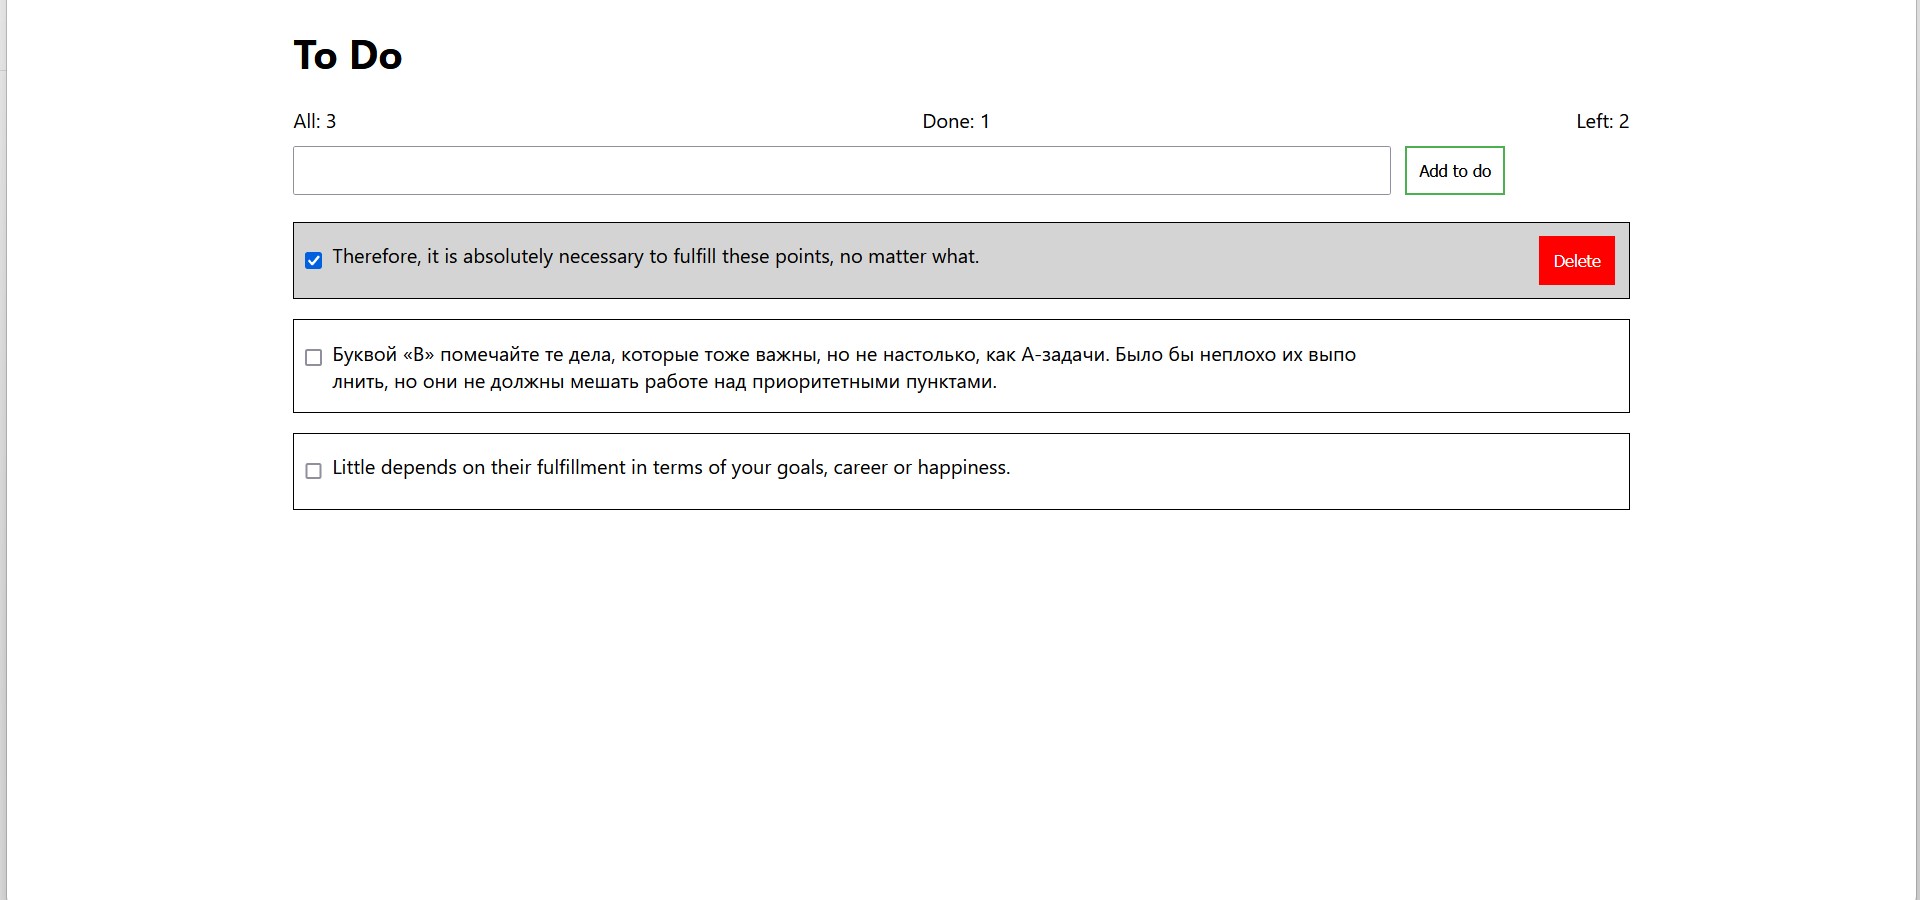 To Do
All: 3
Done: 1
Left: 2
Add to do
Therefore, it is absolutely necessary to fulfill these points, no matter what.
Delete
Буквой «B» помечайте те дела, которые тоже важны, но не настолько, как А-задачи. Было бы неплохо их выпо
лнить, но они не должны мешать работе над приоритетными пунктами.
Little depends on their fulfillment in terms of your goals, career or happiness.